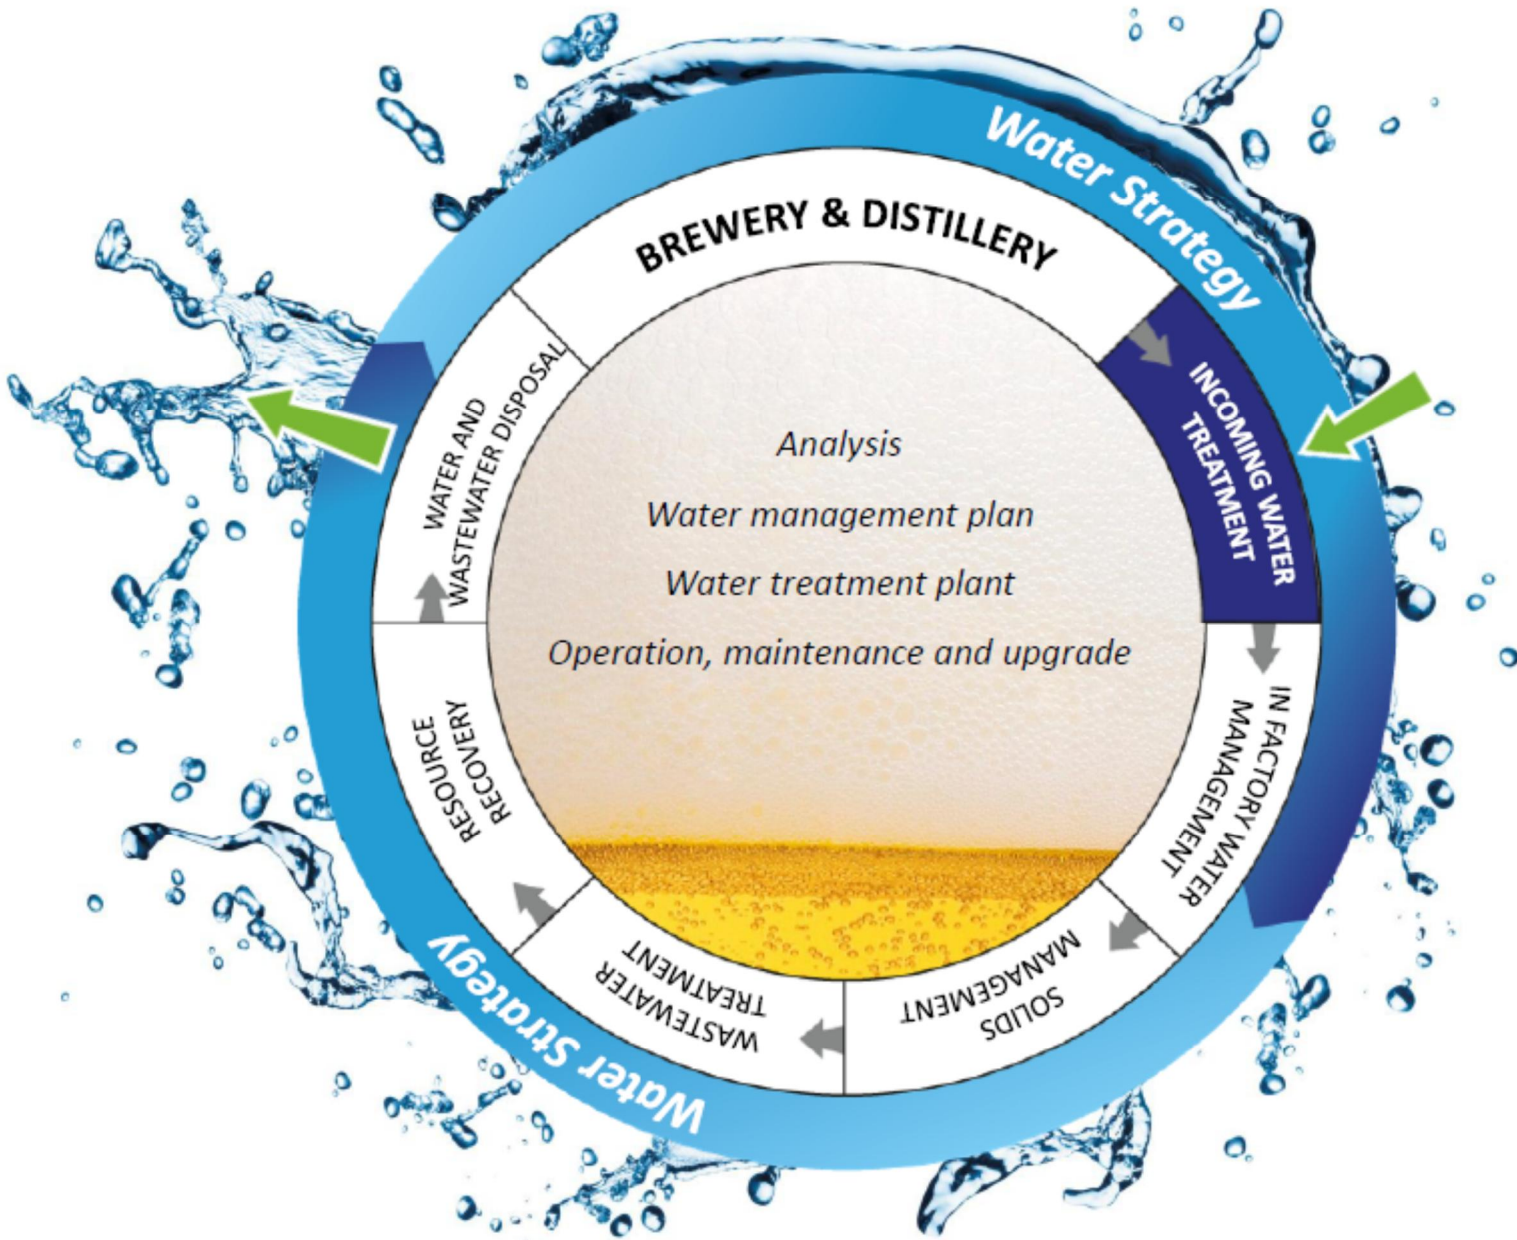 Water Strategy
BREWERY & DISTILLERY
INCOMING WATER
TREATMENT
IN FACTORY WATER
MANAGEMENT
SOLIDS
MANAGEMENT
WASTEWATER
TREATMENT
RESOURCE
RECOVERY
WATER AND
WASTEWATER DISPOSAL
Analysis
Water management plan
Water treatment plant
Operation, maintenance and upgrade
Water Strategy